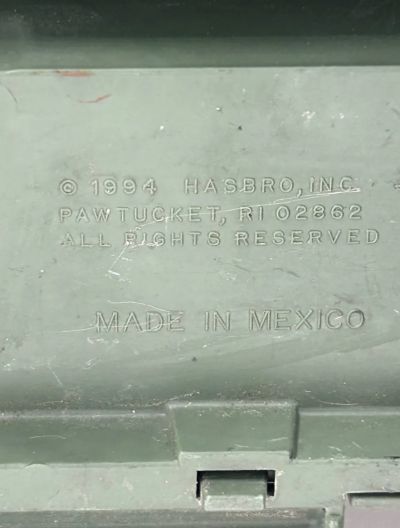 © 1994 HASBRO, INC.
PAWTUCKET, RI 02862
ALL RIGHTS RESERVED
MADE IN MEXICO